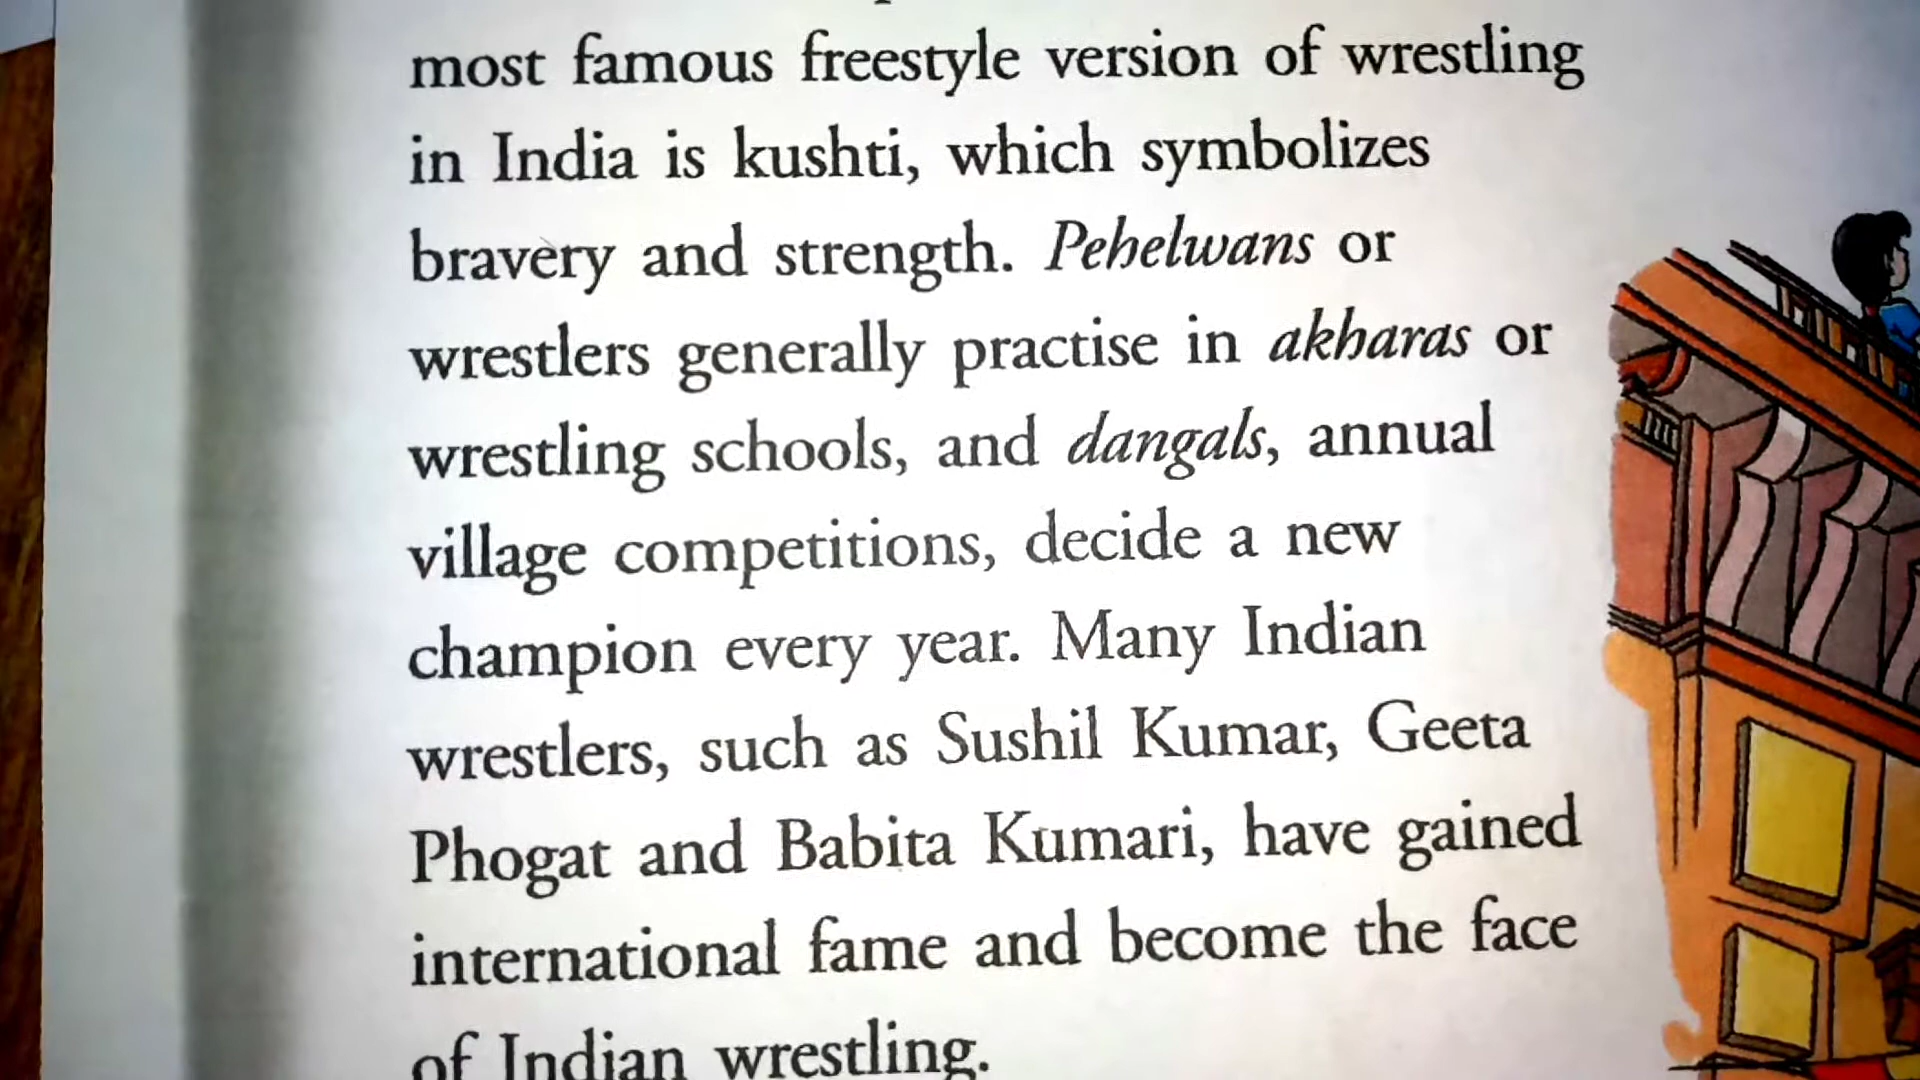 most famous freestyle version of wrestling
in India is kushti, which symbolizes
bravery and strength. Pehelwans or
wrestlers generally practise in akharas or
wrestling schools, and dangals, annual
village competitions, decide a new
champion every year. Many Indian
wrestlers, such as Sushil Kumar, Geeta
Phogat and Babita Kumari, have gained
international fame and become the face
of Indian wrestling.